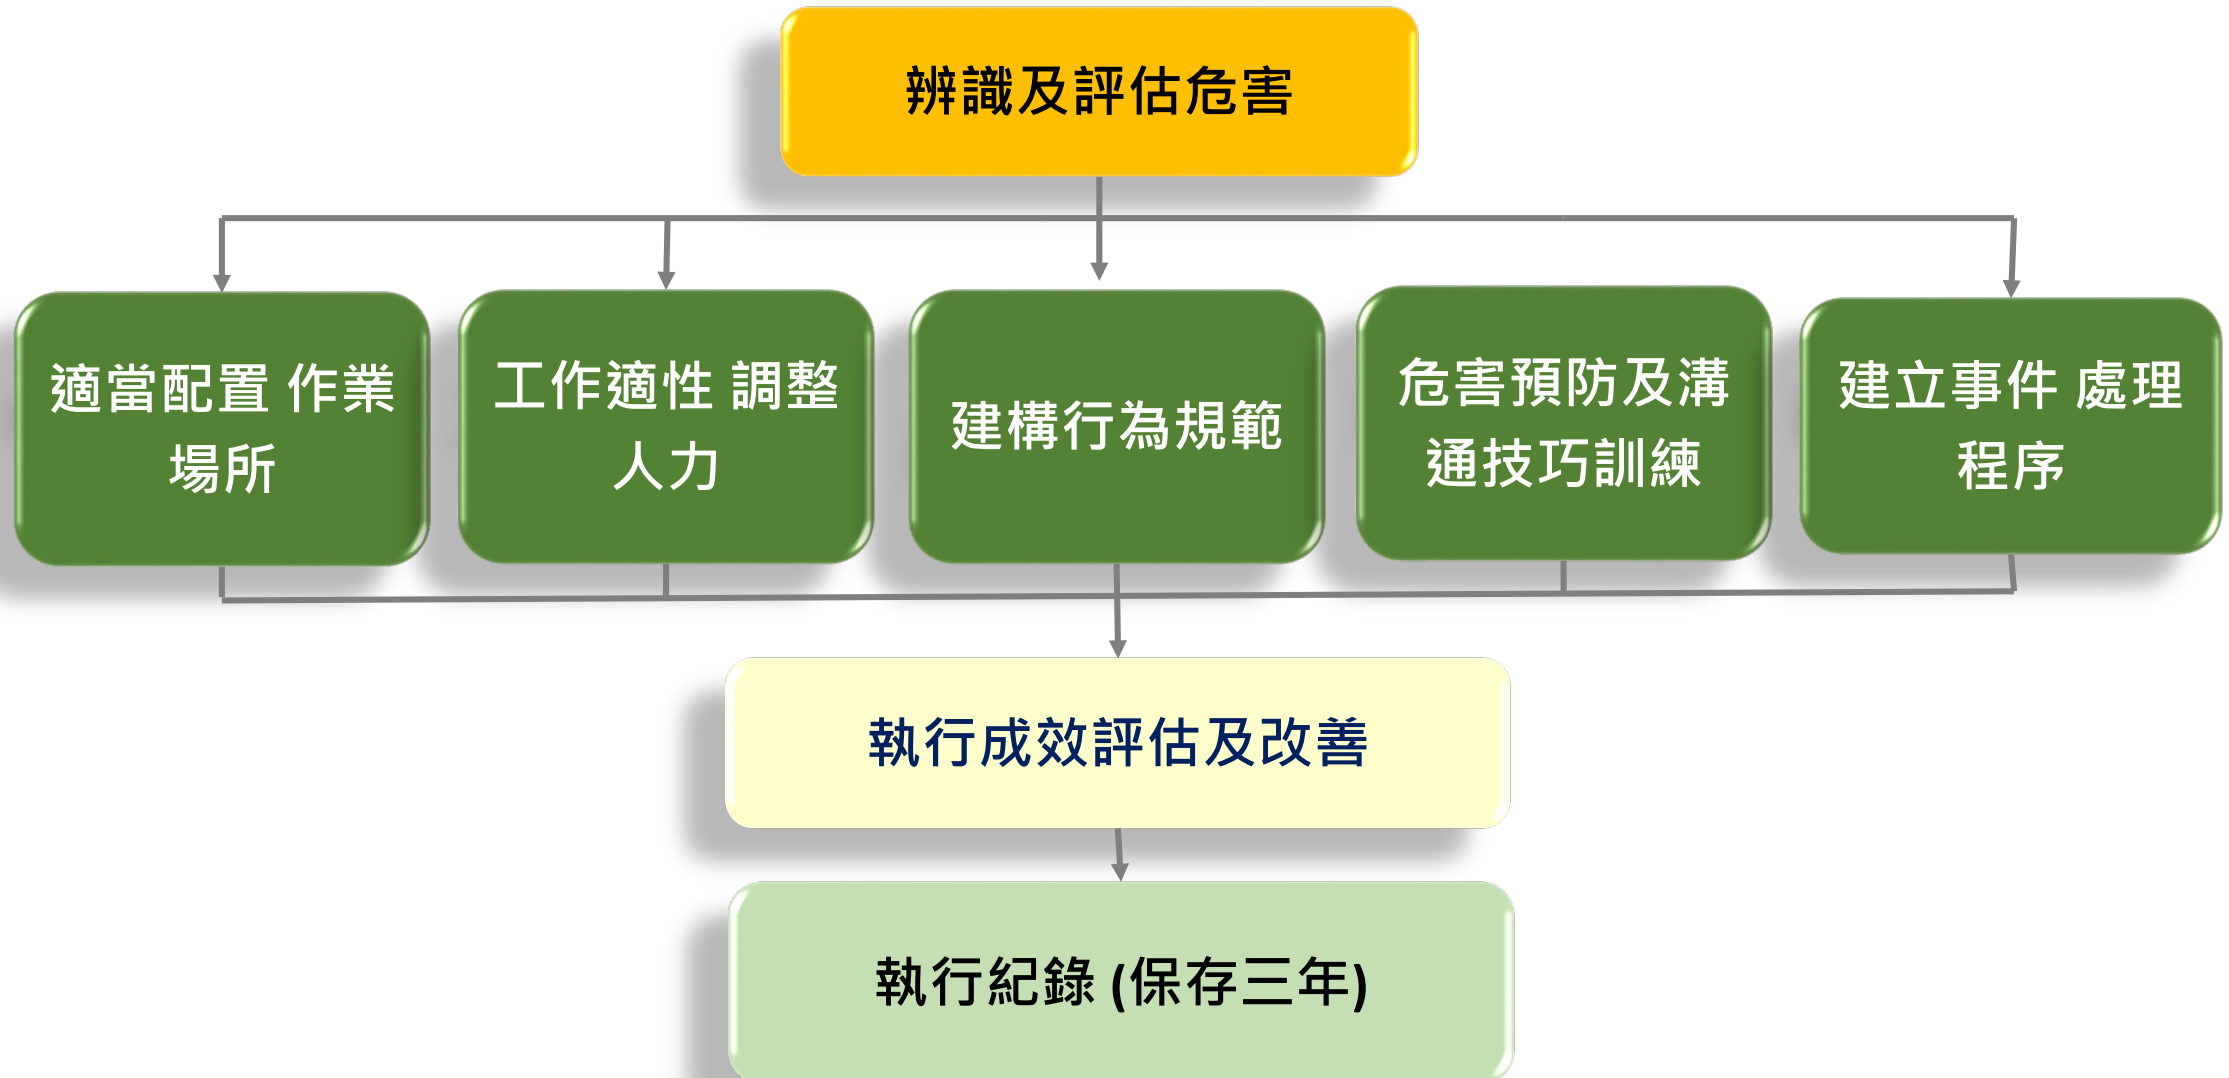 辨識及評估危害
適當配置 作業
場所
工作適性 調整
人力
建構行為規範
危害預防及溝
通技巧訓練
建立事件 處理
程序
執行成效評估及改善
執行紀錄 (保存三年)